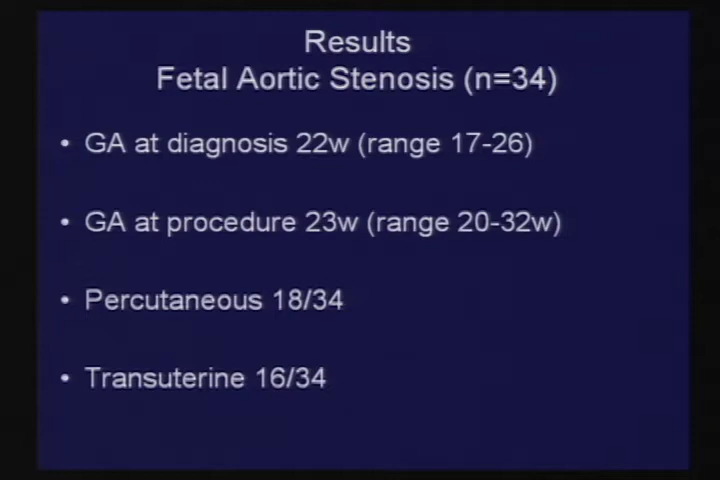 Results
Fetal Aortic Stenosis (n=34)
• GA at diagnosis 22w (range 17-26)
• GA at procedure 23w (range 20-32w)
• Percutaneous 18/34
• Transuterine 16/34